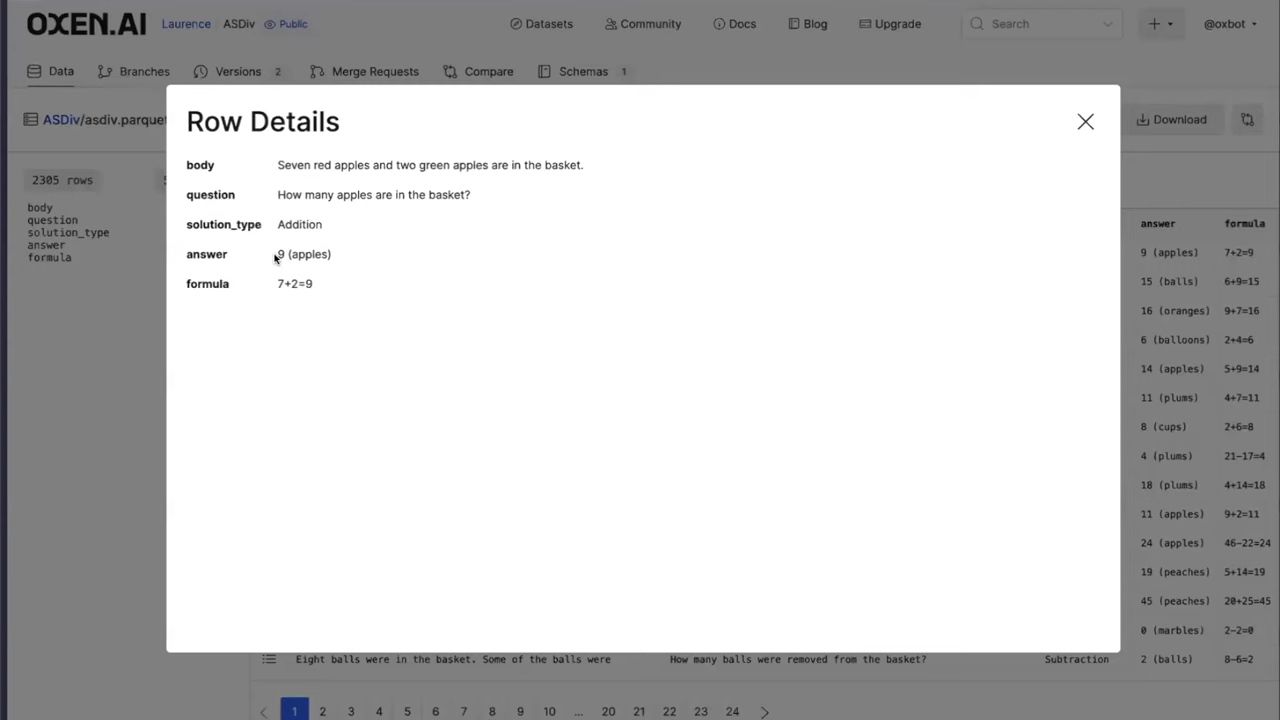 OXEN.AI Laurence ASDiv Public Datasets Community Docs Blog Upgrade Search @oxbot
Data Branches Versions 2 Merge Requests Compare Schemas 1
ASDiv/asdiv.parquet Download
Row Details
body Seven red apples and two green apples are in the basket.
question How many apples are in the basket?
solution_type Addition
answer 9 (apples)
formula 7+2=9
2305 rows
body
question
solution_type
answer
formula
answer formula
9 (apples) 7+2=9
15 (balls) 6+9=15
16 (oranges) 9+7=16
6 (balloons) 2+4=6
14 (apples) 5+9=14
11 (plums) 4+7=11
8 (cups) 2+6=8
4 (plums) 21-17=4
18 (plums) 4+14=18
11 (apples) 9+2=11
24 (apples) 46-22=24
19 (peaches) 5+14=19
45 (peaches) 20+25=45
0 (marbles) 2-2=0
Eight balls were in the basket. Some of the balls were How many balls were removed from the basket? Subtraction 2 (balls) 8-6=2
1 2 3 4 5 6 7 8 9 10 ... 20 21 22 23 24